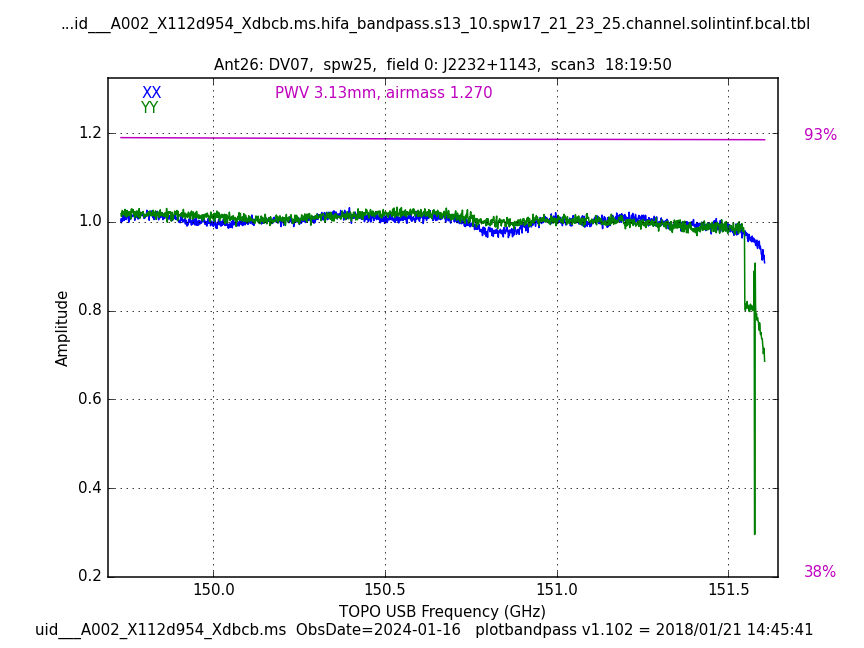 ...id___A002_X112d954_Xdbcb.ms.hifa_bandpass.s13_10.spw17_21_23_25.channel.solintinf.bcal.tbl
Ant26: DV07,  spw25,  field 0: J2232+1143,  scan3  18:19:50
XX
PWV 3.13mm, airmass 1.270
YY
1.2
93%
1.0
0.8
Amplitude
0.6
0.4
0.2
38%
150.0
150.5
151.0
151.5
TOPO USB Frequency (GHz)
uid___A002_X112d954_Xdbcb.ms  ObsDate=2024-01-16   plotbandpass v1.102 = 2018/01/21 14:45:41